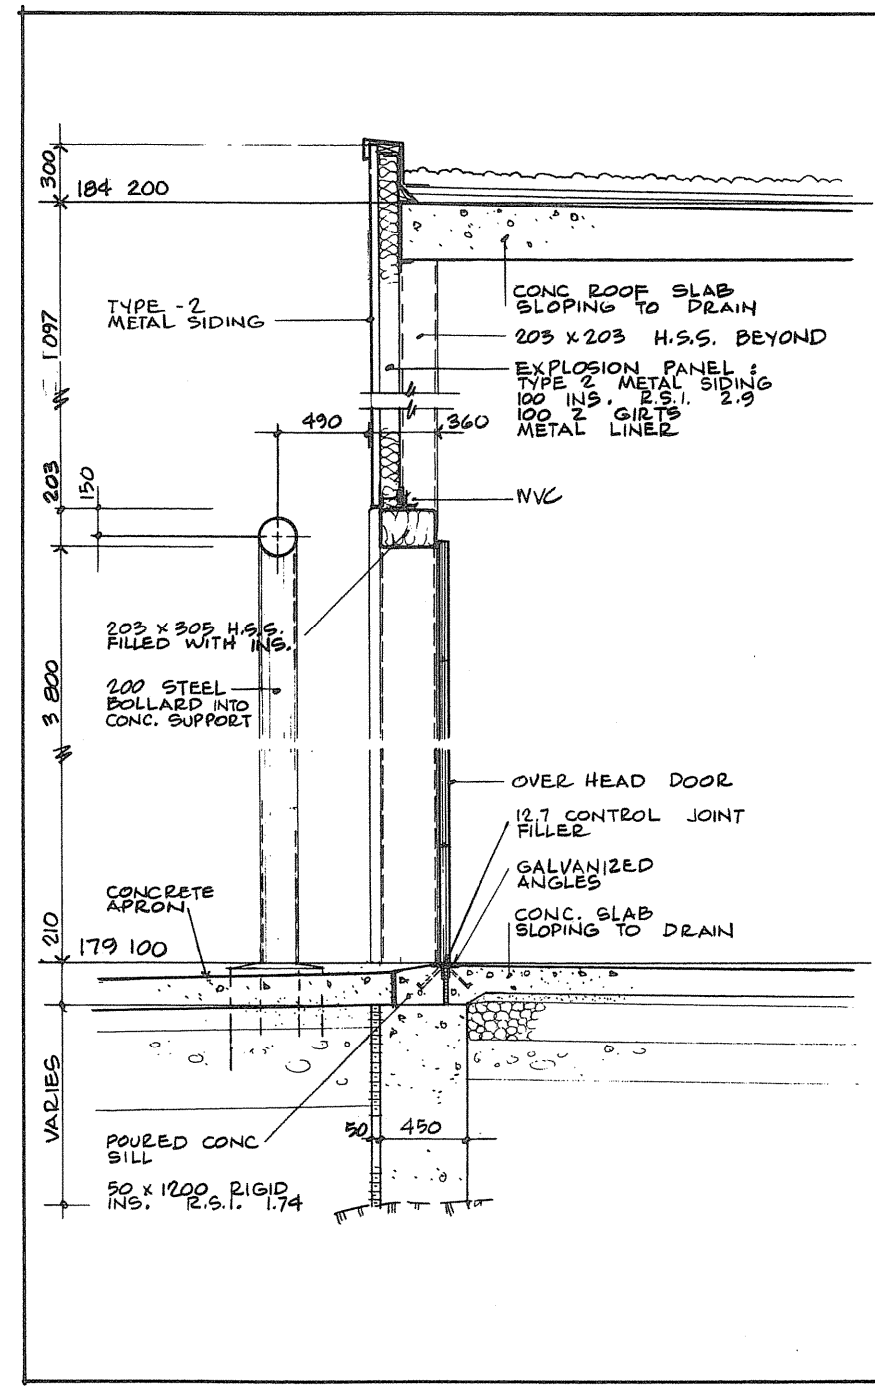 300
184 200
CONC ROOF SLAB
SLOPING TO DRAIN
TYPE -2
METAL SIDING
203 x 203 H.S.S. BEYOND
1 097
EXPLOSION PANEL :
TYPE 2 METAL SIDING
100 INS. R.S.I. 2.9
100 Z GIRTS
METAL LINER
490
360
203
150
WVC
203 x 305 H.S.S.
FILLED WITH INS.
200 STEEL
BOLLARD INTO
CONC. SUPPORT
3 800
OVER HEAD DOOR
12.7 CONTROL JOINT
FILLER
GALVANIZED
ANGLES
CONCRETE
APRON
CONC. SLAB
SLOPING TO DRAIN
210
179 100
VARIES
50
450
POURED CONC
SILL
50 x 1200 RIGID
INS. R.S.I. 1.74